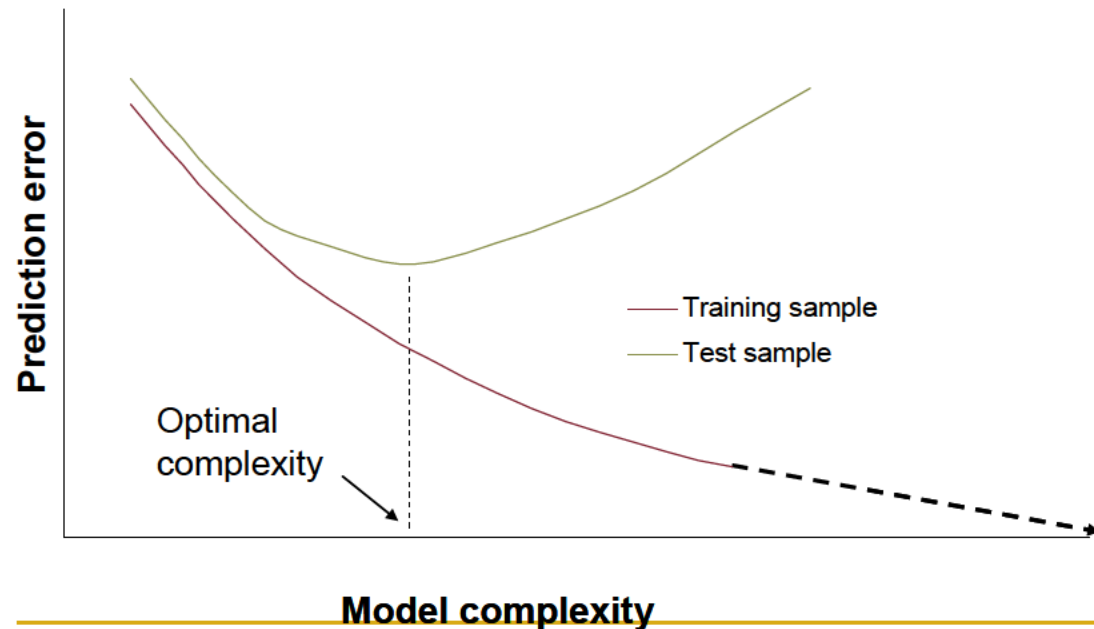 Prediction error
Training sample
Test sample
Optimal
complexity
Model complexity